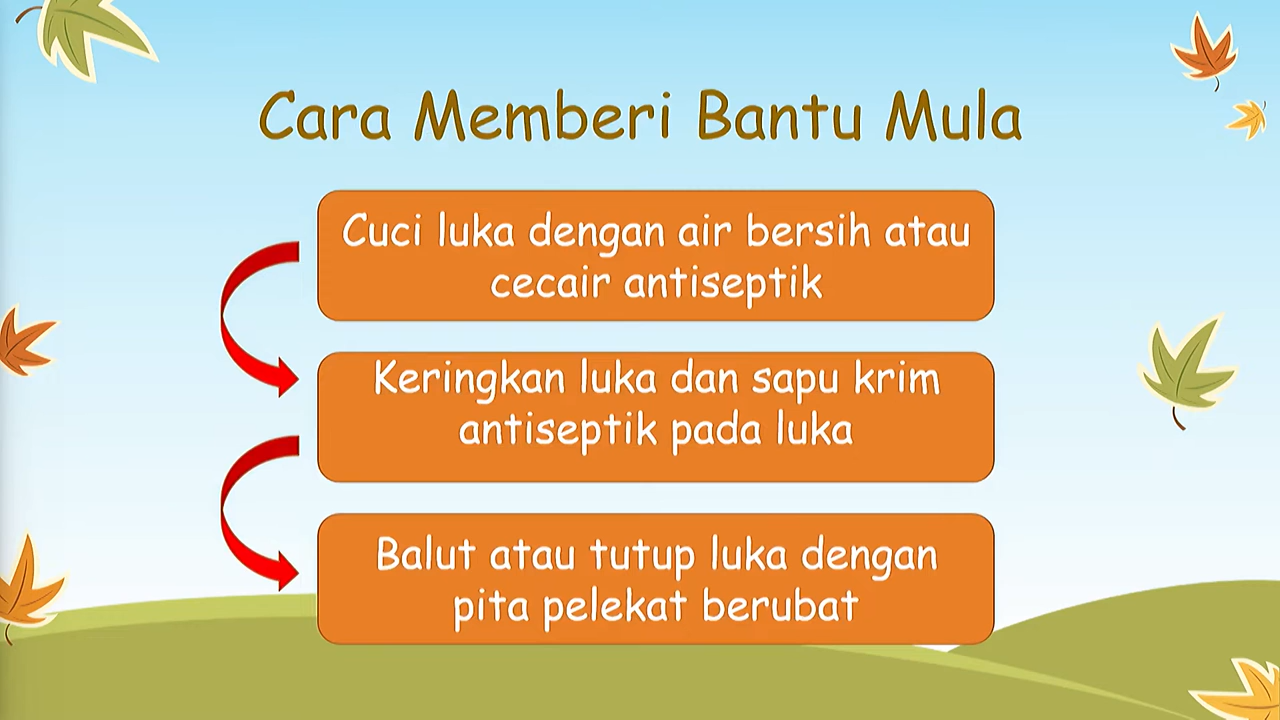 Cara Memberi Bantu Mula
Cuci luka dengan air bersih atau
cecair antiseptik
Keringkan luka dan sapu krim
antiseptik pada luka
Balut atau tutup luka dengan
pita pelekat berubat